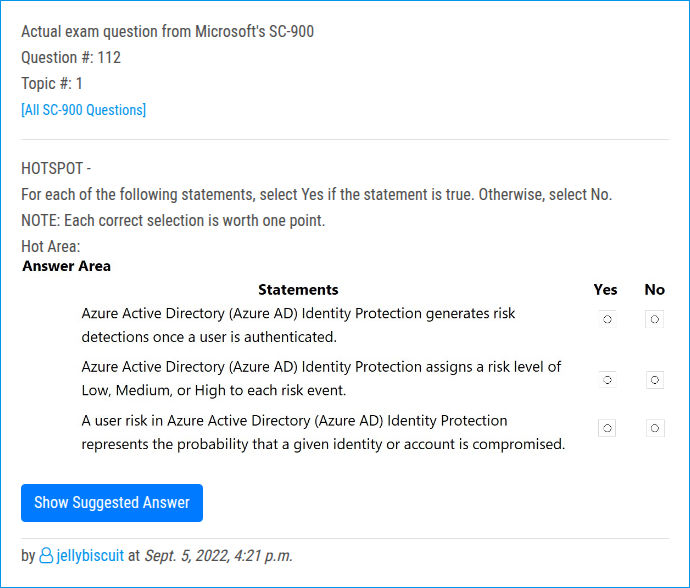 Actual exam question from Microsoft's SC-900
Question #: 112
Topic #: 1
[All SC-900 Questions]
HOTSPOT -
For each of the following statements, select Yes if the statement is true. Otherwise, select No.
NOTE: Each correct selection is worth one point.
Hot Area:
Answer Area
Statements Yes No
Azure Active Directory (Azure AD) Identity Protection generates risk
detections once a user is authenticated.
Azure Active Directory (Azure AD) Identity Protection assigns a risk level of
Low, Medium, or High to each risk event.
A user risk in Azure Active Directory (Azure AD) Identity Protection
represents the probability that a given identity or account is compromised.
Show Suggested Answer
by jellybiscuit at Sept. 5, 2022, 4:21 p.m.